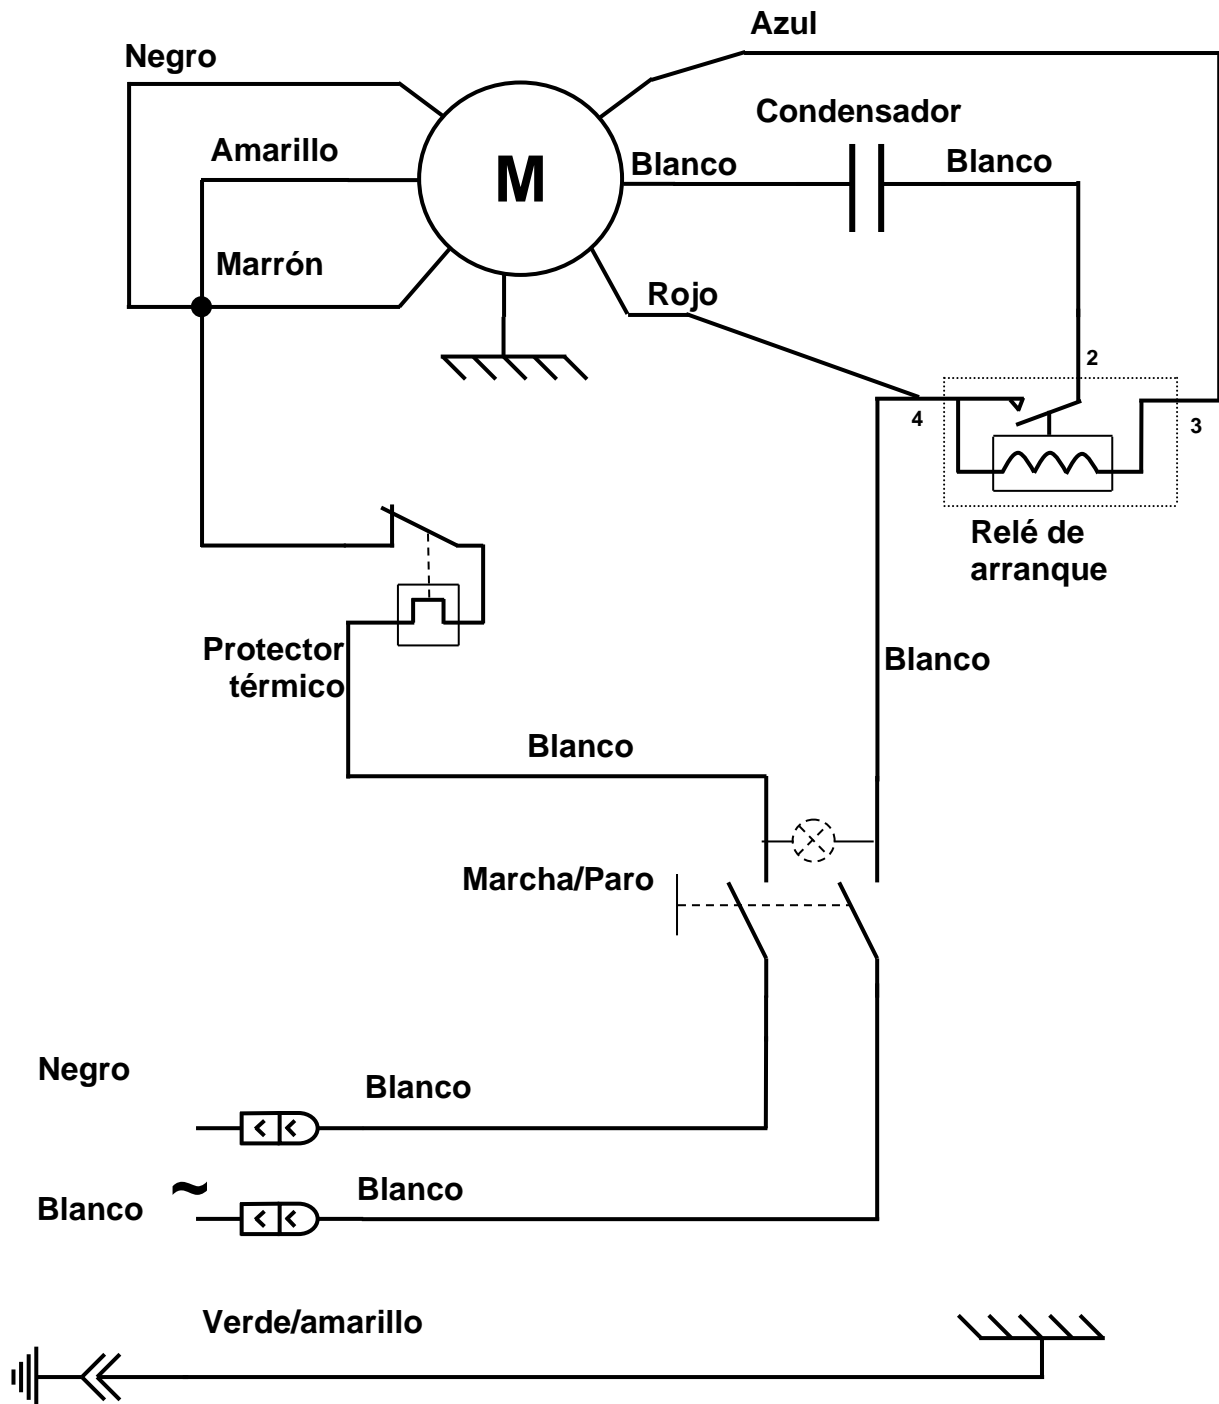 Azul
Negro
Condensador
Amarillo
Blanco
Blanco
M
Marrón
Rojo
2
4
3
Relé de
arranque
Protector
térmico
Blanco
Blanco
Marcha/Paro
Negro
Blanco
~
Blanco
Blanco
Verde/amarillo